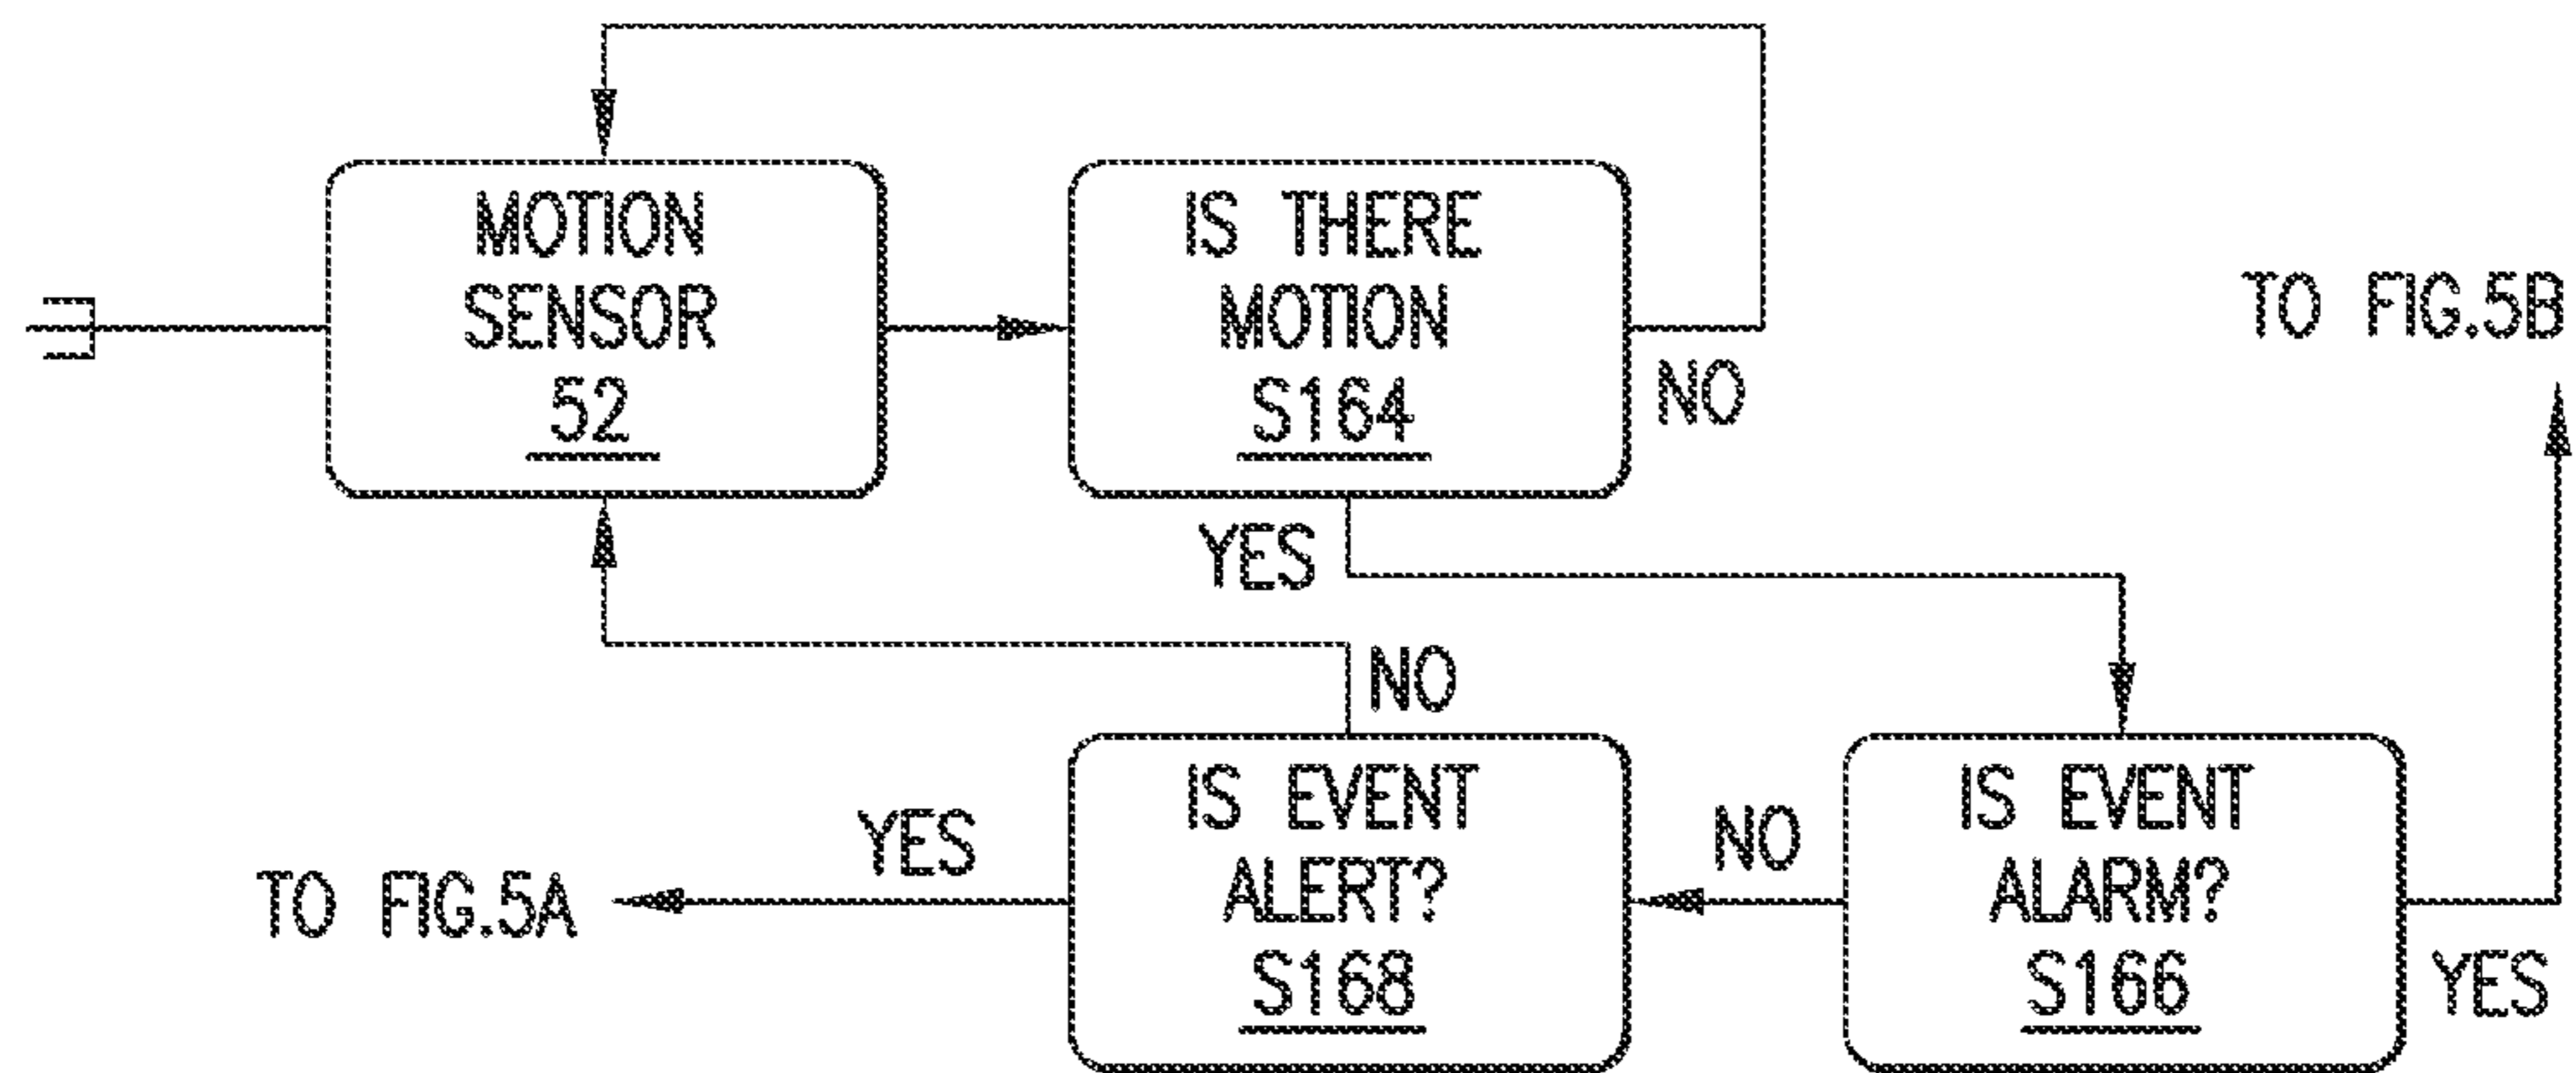 MOTION
SENSOR
52
IS THERE
MOTION
S164
NO
TO FIG.5B
YES
NO
YES
TO FIG.5A
IS EVENT
ALERT?
S168
NO
IS EVENT
ALARM?
S166
YES